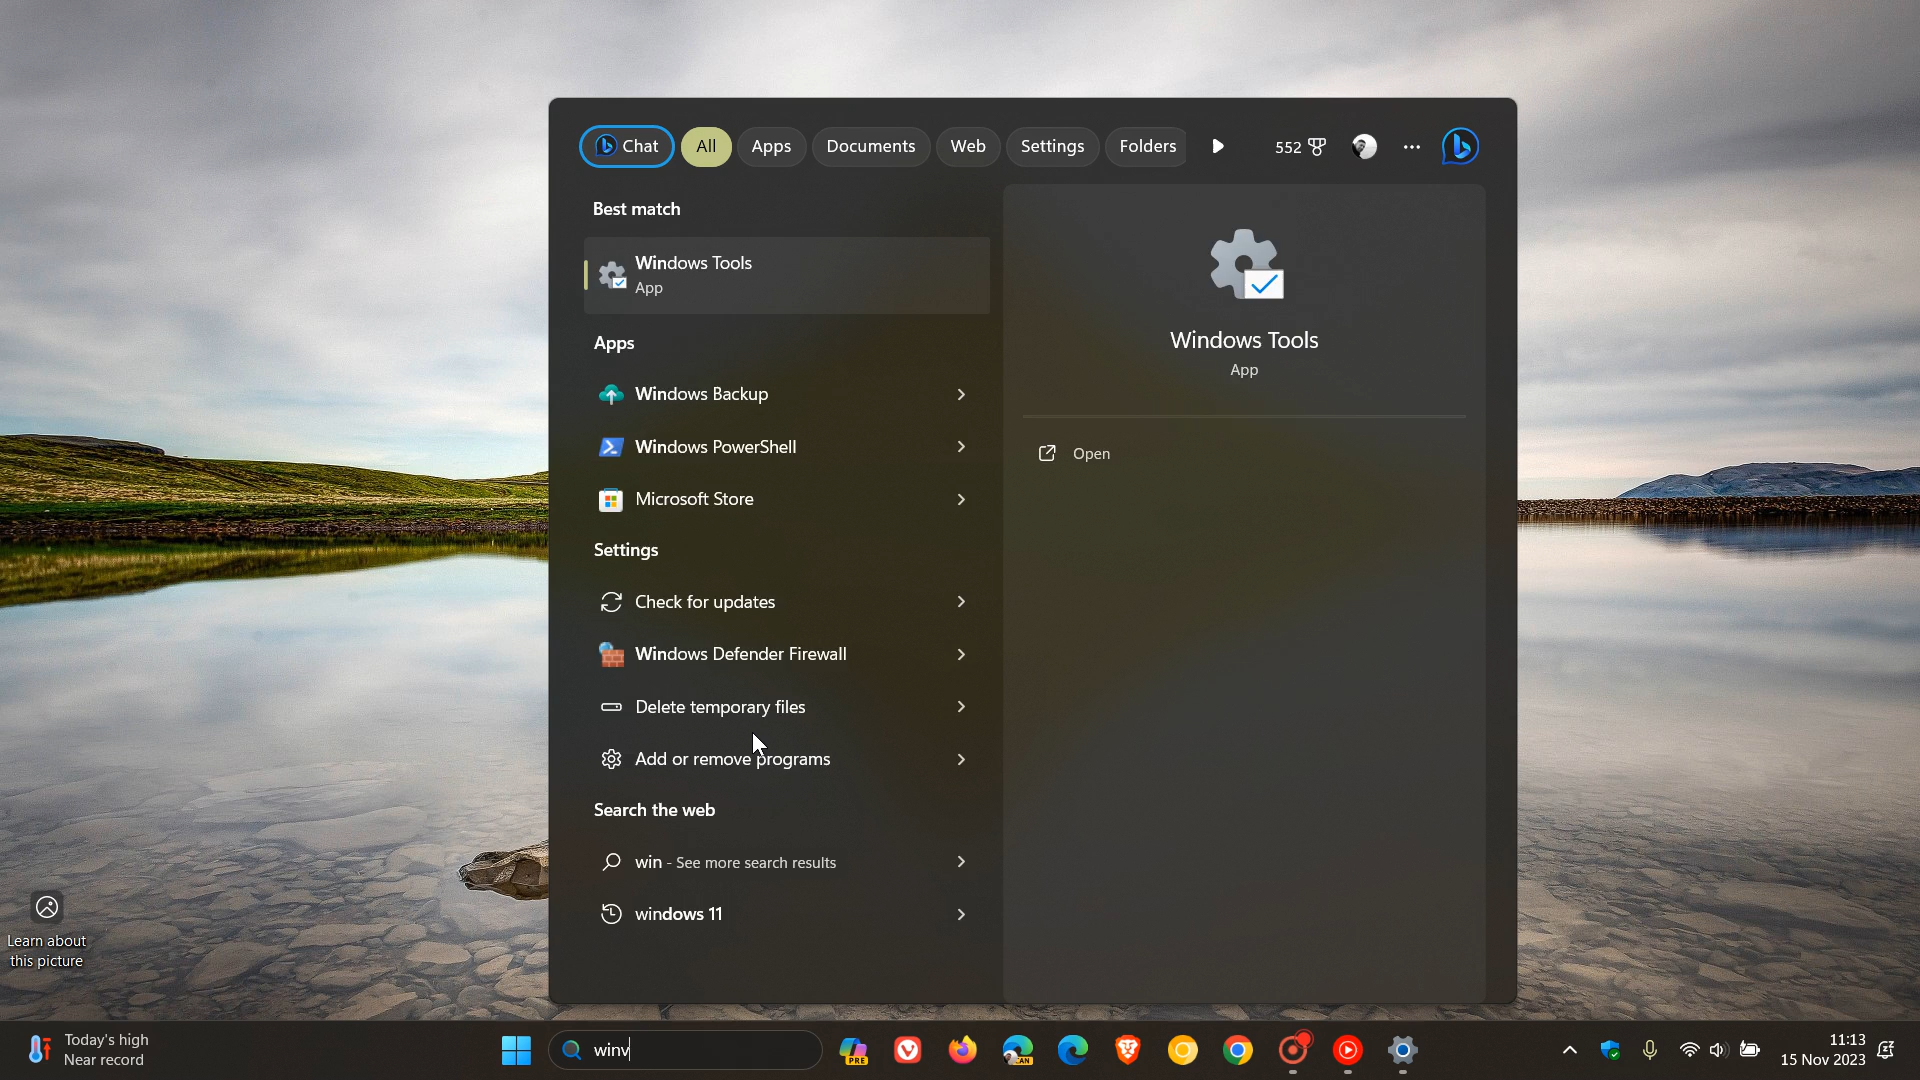 Chat
All
Apps
Documents
Web
Settings
Folders
552
Best match
Windows Tools
App
Apps
Windows Backup
Windows PowerShell
Microsoft Store
Settings
Check for updates
Windows Defender Firewall
Delete temporary files
Add or remove programs
Search the web
win - See more search results
windows 11
Windows Tools
App
Open
Learn about
this picture
Today's high
Near record
winv
PRE
CAN
11:13
15 Nov 2023